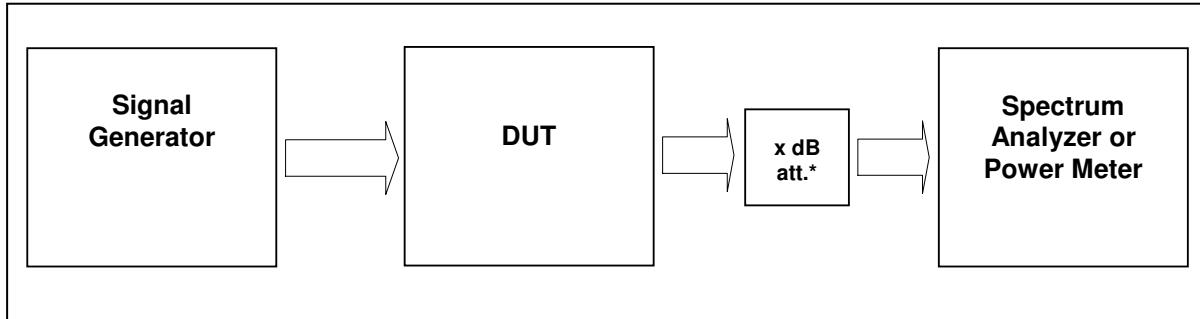 Signal
Generator
DUT
x dB
att.*
Spectrum
Analyzer or
Power Meter